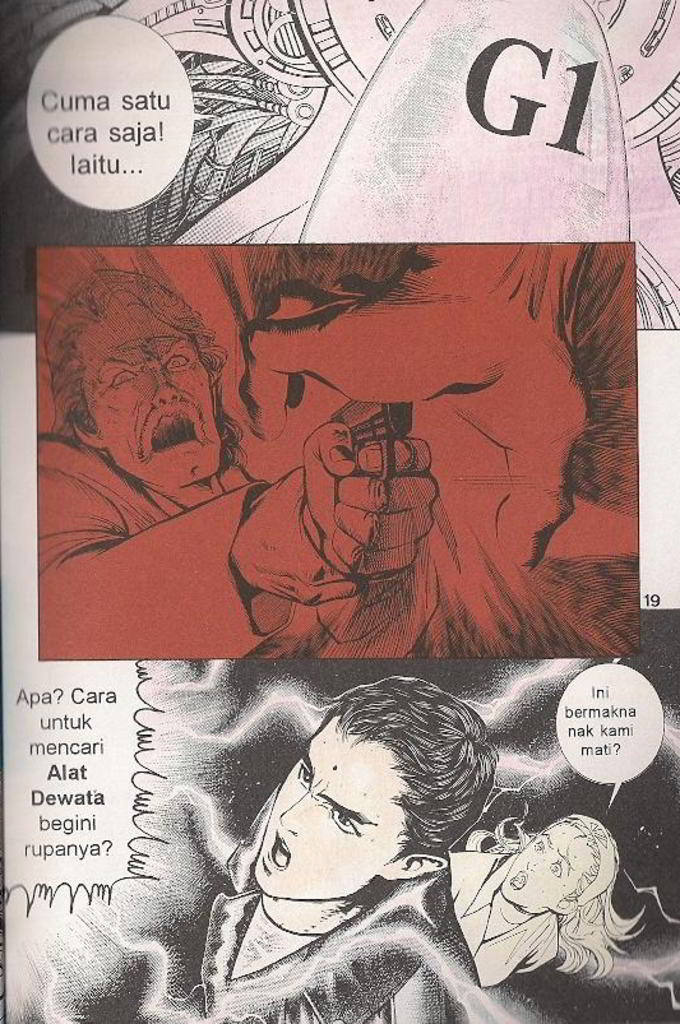 Cuma satu
cara saja!
Iaitu...
G1
19
Apa? Cara
untuk
mencari
Alat
Dewata
begini
rupanya?
Ini
bermakna
nak kami
mati?